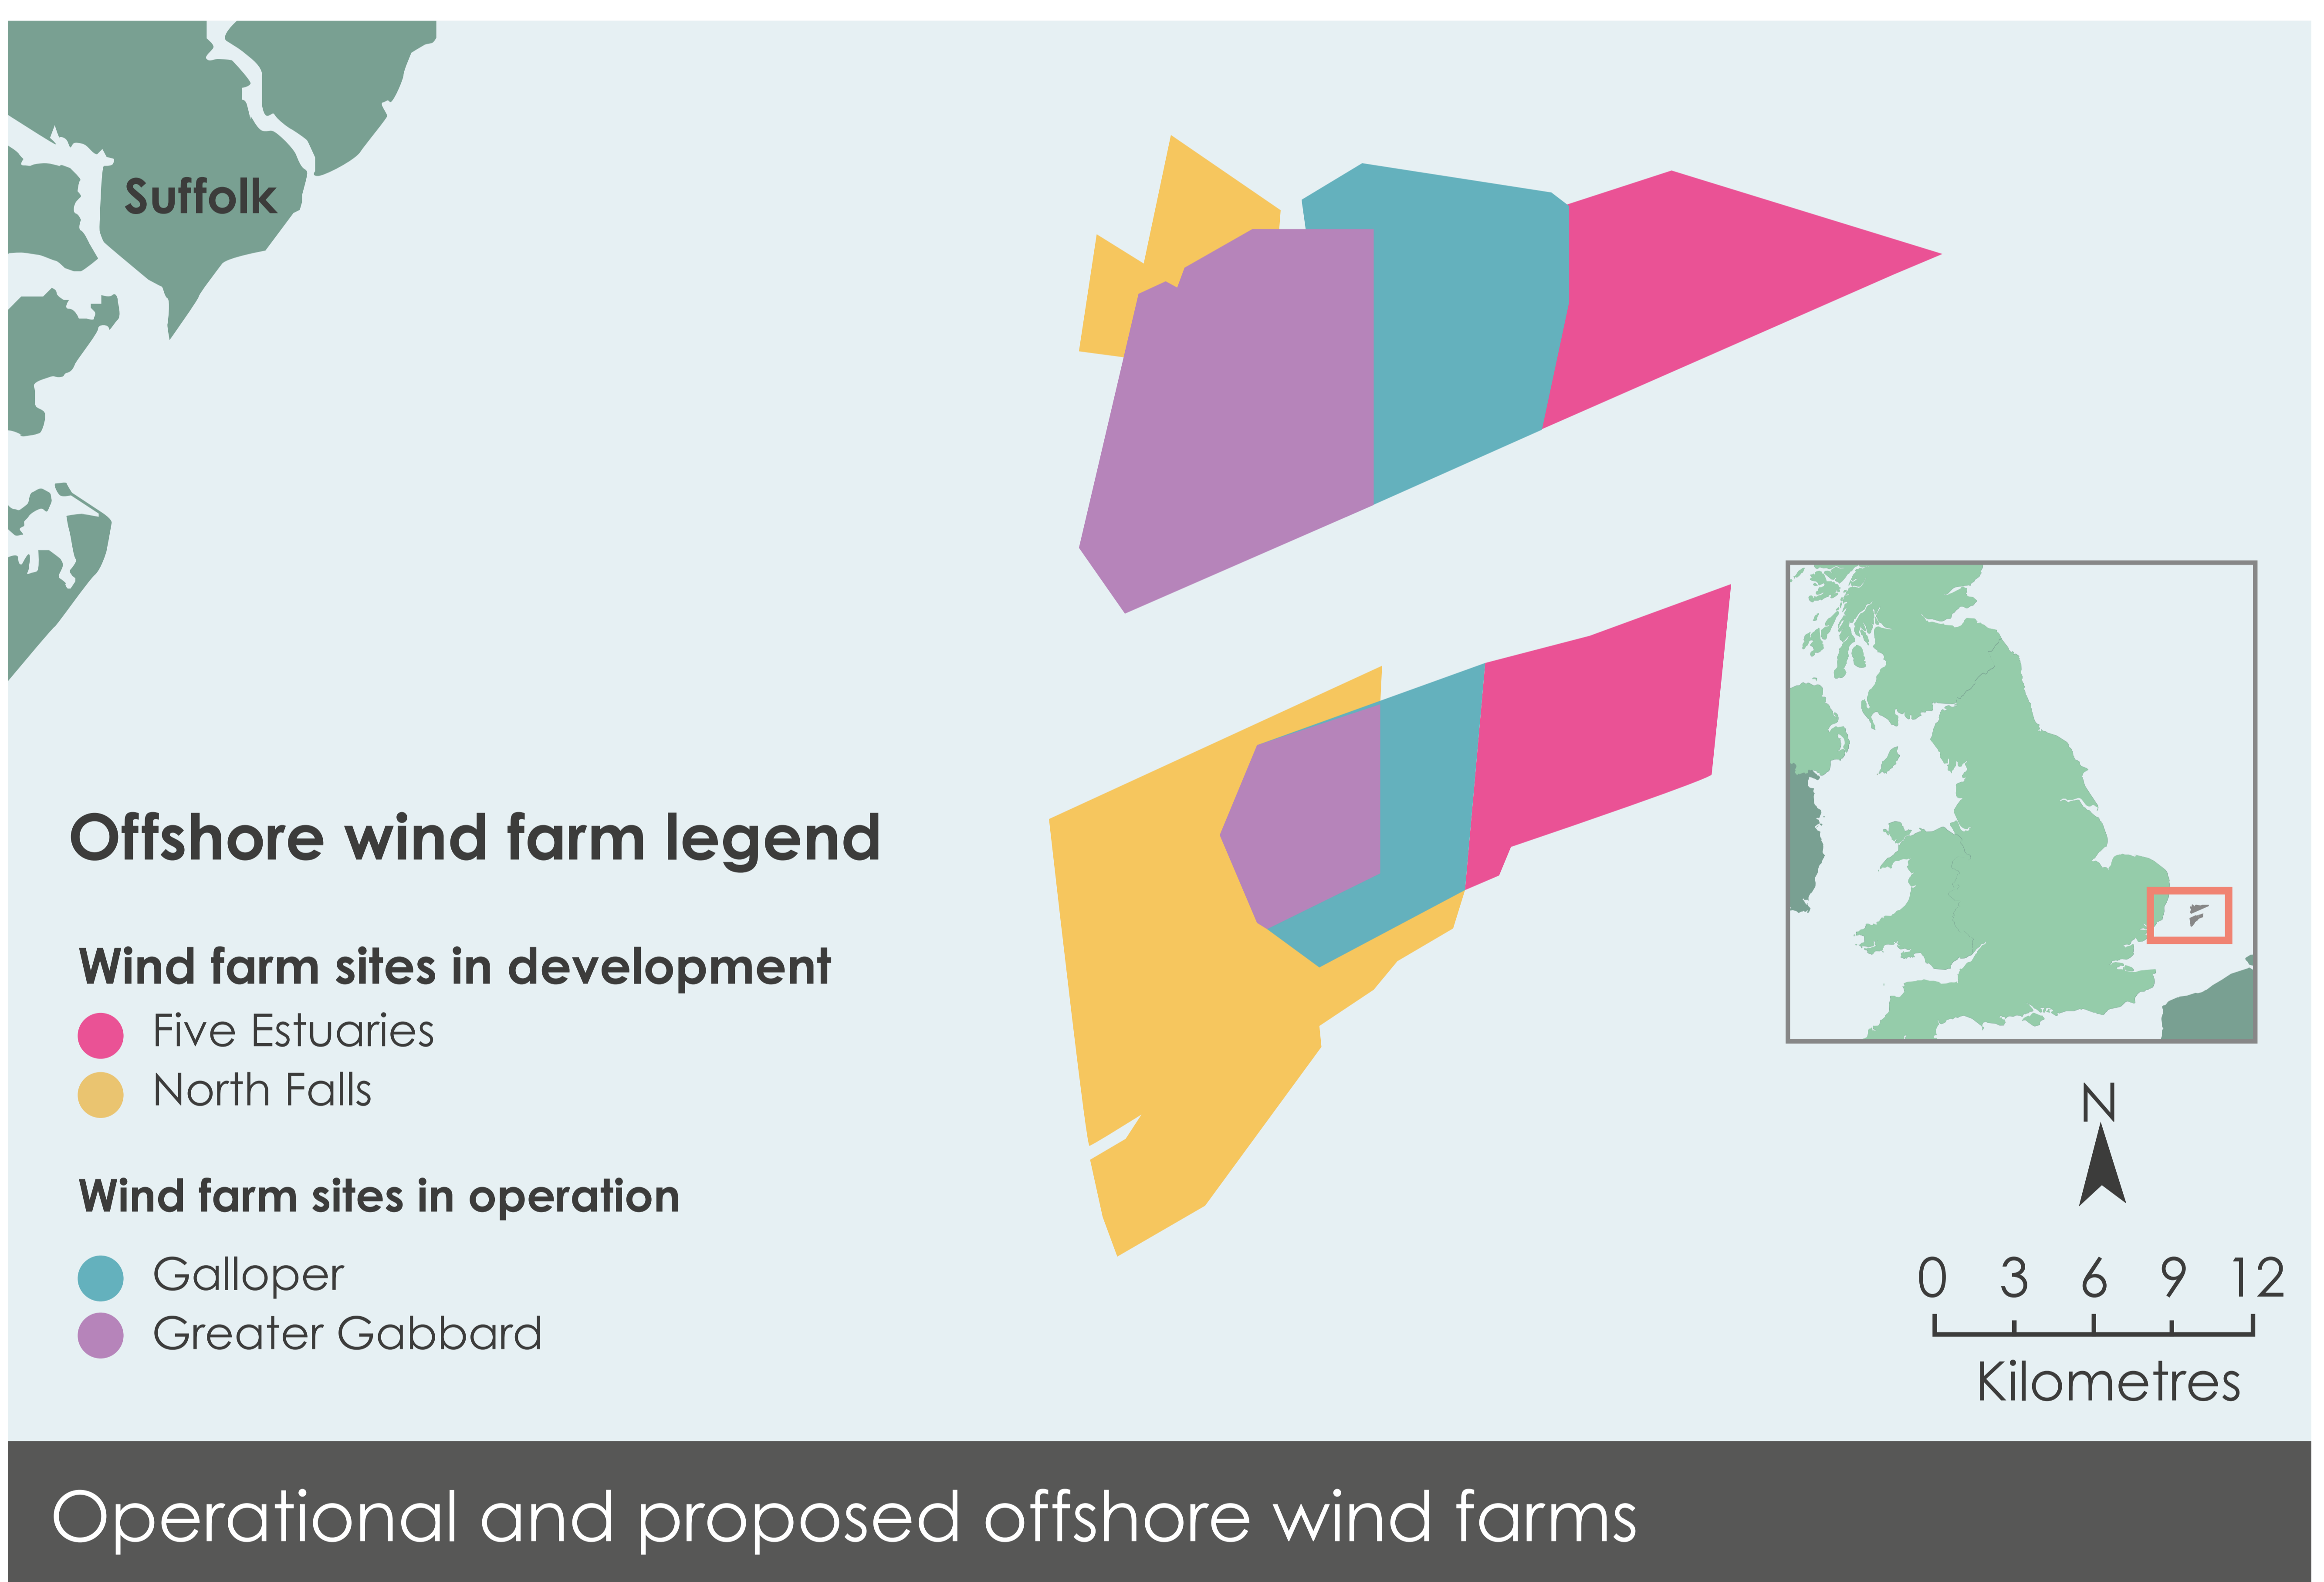 Suffolk
Offshore wind farm legend
Wind farm sites in development
Five Estuaries
North Falls
Wind farm sites in operation
Galloper
Greater Gabbard
N
0 3 6 9 12
Kilometres
Operational and proposed offshore wind farms